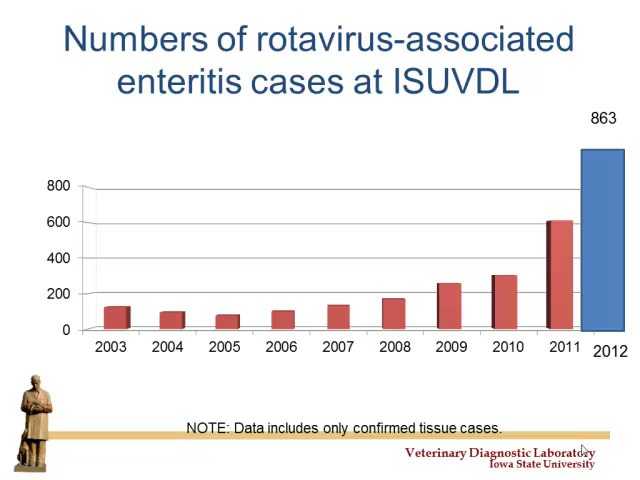 Numbers of rotavirus-associated
enteritis cases at ISUVDL
863
800
600
400
200
0
2003 2004 2005 2006 2007 2008 2009 2010 2011 2012
NOTE: Data includes only confirmed tissue cases.
Veterinary Diagnostic Laboratory
Iowa State University